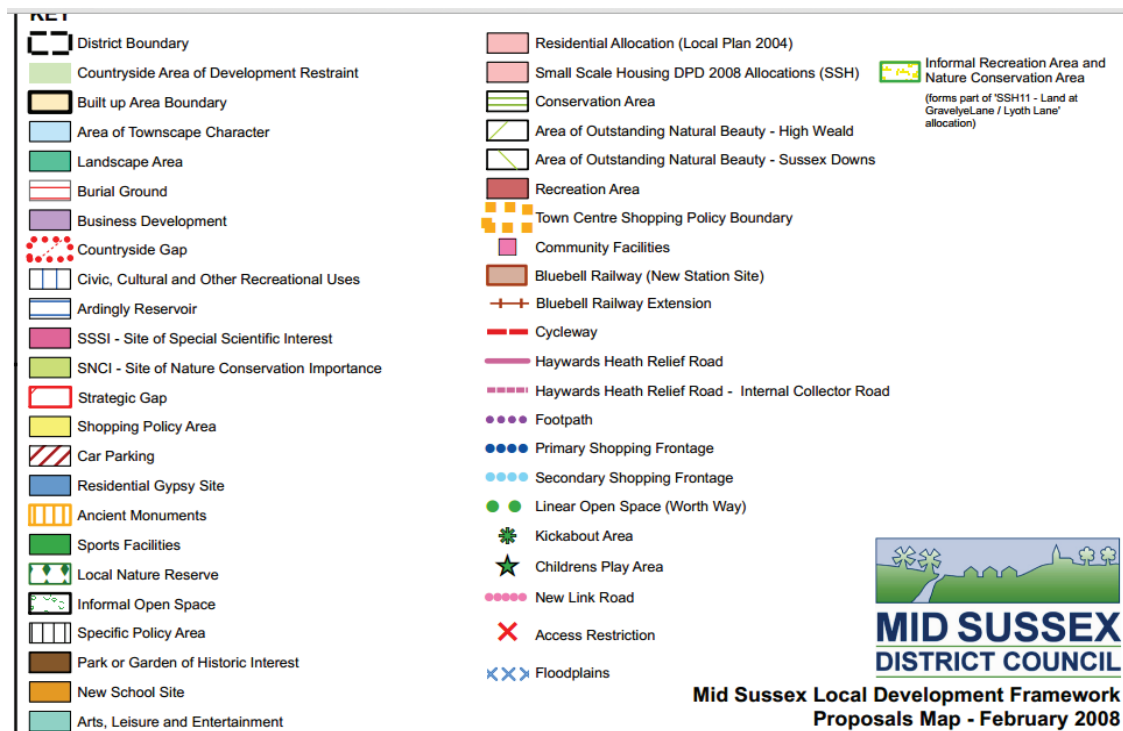 KEY
District Boundary
Countryside Area of Development Restraint
Built up Area Boundary
Area of Townscape Character
Landscape Area
Burial Ground
Business Development
Countryside Gap
Civic, Cultural and Other Recreational Uses
Ardingly Reservoir
SSSI - Site of Special Scientific Interest
SNCI - Site of Nature Conservation Importance
Strategic Gap
Shopping Policy Area
Car Parking
Residential Gypsy Site
Ancient Monuments
Sports Facilities
Local Nature Reserve
Informal Open Space
Specific Policy Area
Park or Garden of Historic Interest
New School Site
Arts, Leisure and Entertainment
Residential Allocation (Local Plan 2004)
Small Scale Housing DPD 2008 Allocations (SSH)
Conservation Area
Area of Outstanding Natural Beauty - High Weald
Area of Outstanding Natural Beauty - Sussex Downs
Recreation Area
Town Centre Shopping Policy Boundary
Community Facilities
Bluebell Railway (New Station Site)
Bluebell Railway Extension
Cycleway
Haywards Heath Relief Road
Haywards Heath Relief Road - Internal Collector Road
Footpath
Primary Shopping Frontage
Secondary Shopping Frontage
Linear Open Space (Worth Way)
Kickabout Area
Childrens Play Area
New Link Road
Access Restriction
Floodplains
Informal Recreation Area and
Nature Conservation Area
(forms part of 'SSH11 - Land at
GravelyeLane / Lyoth Lane'
allocation)
MID SUSSEX
DISTRICT COUNCIL
Mid Sussex Local Development Framework
Proposals Map - February 2008